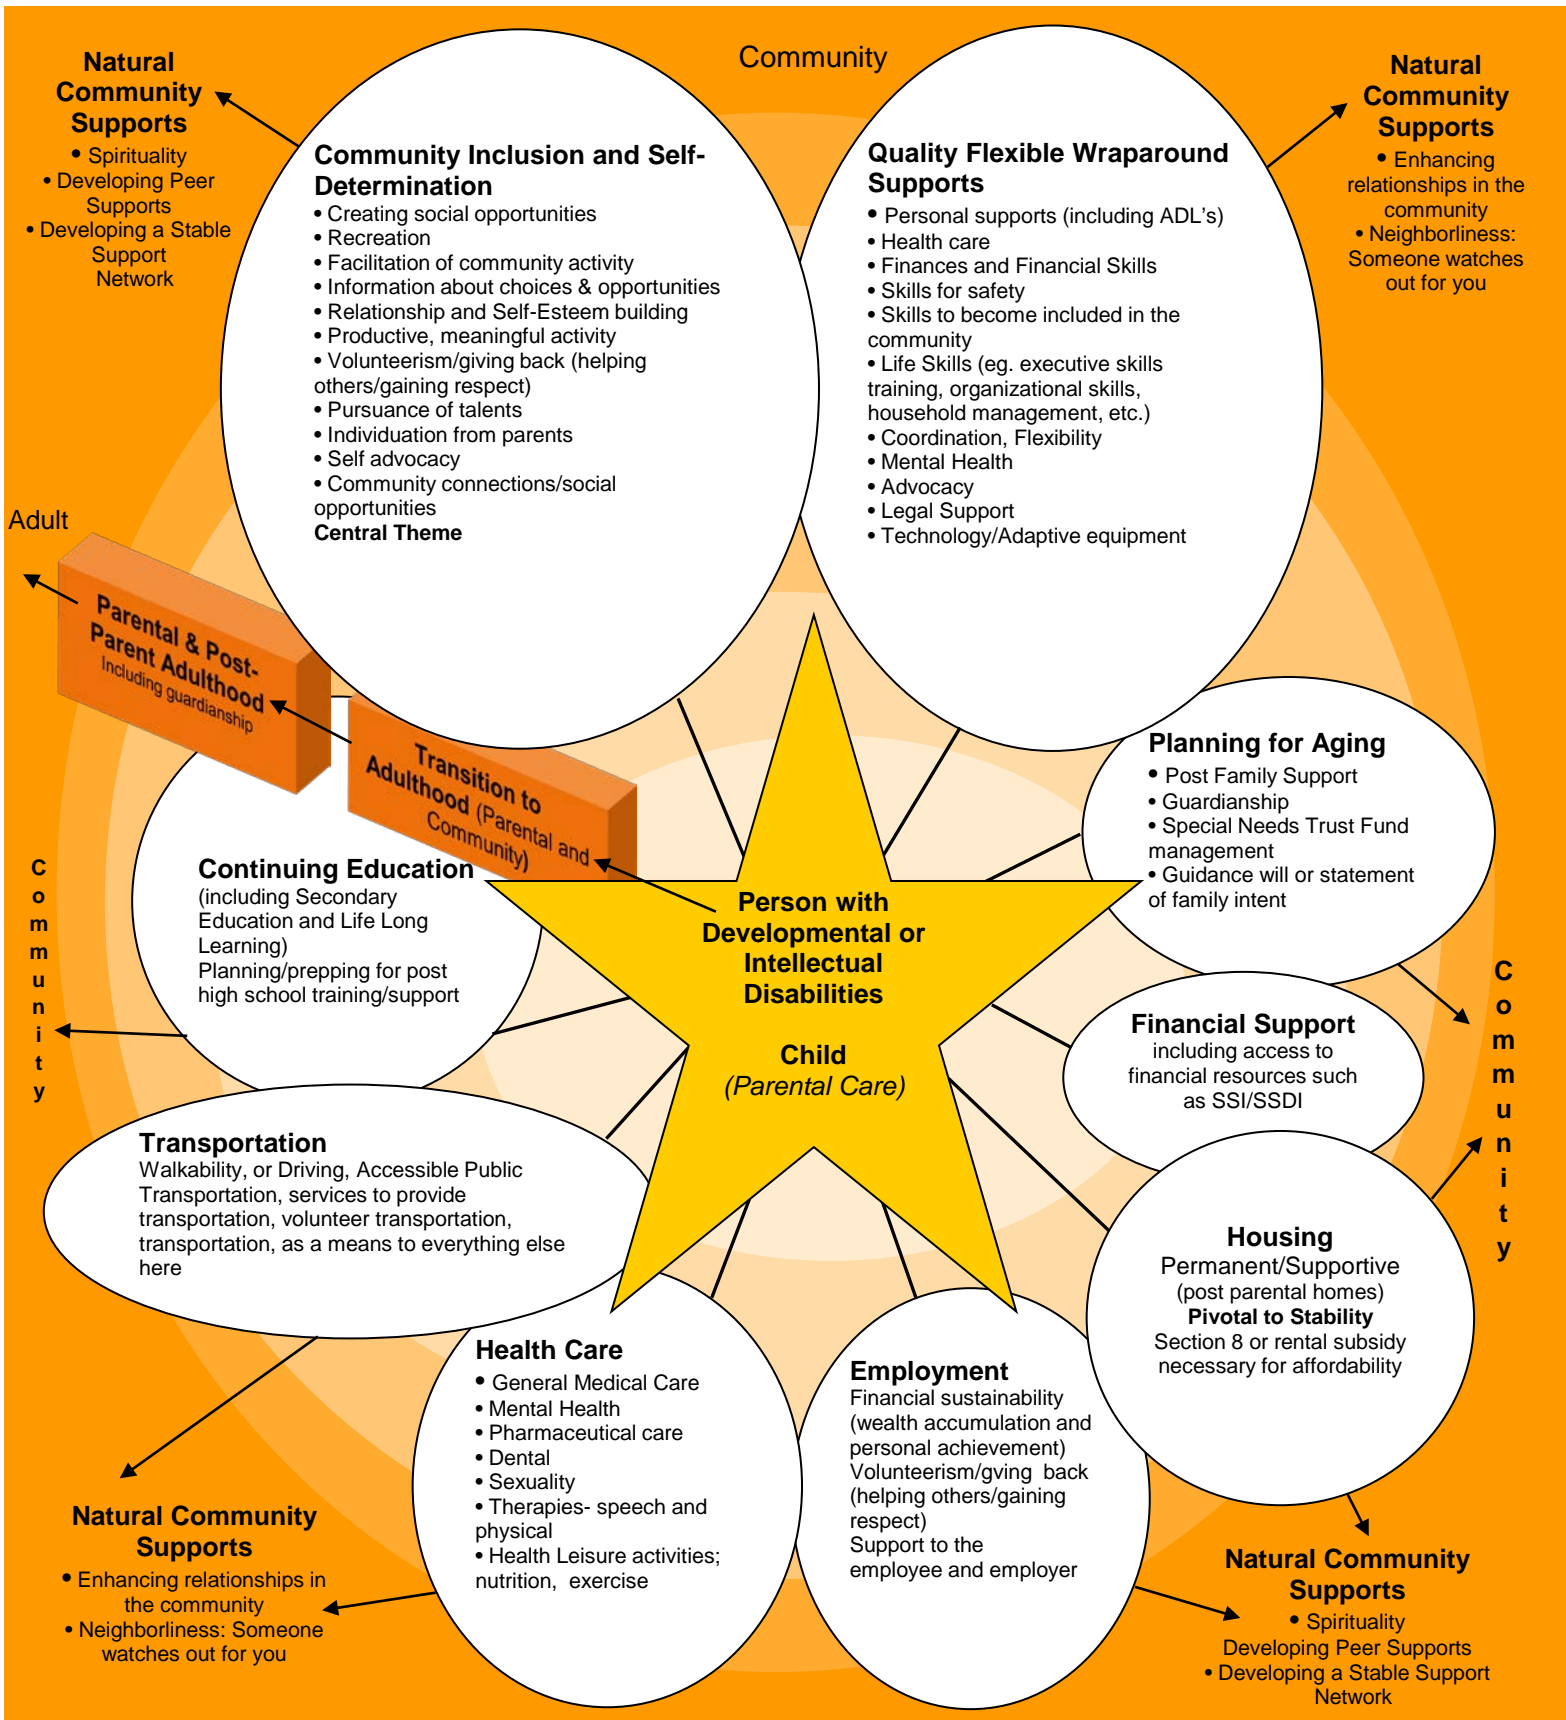 Community
Natural
Community
Supports
• Spirituality
• Developing Peer
Supports
• Developing a Stable
Support
Network
Community Inclusion and Self-
Determination
• Creating social opportunities
• Recreation
• Facilitation of community activity
• Information about choices & opportunities
• Relationship and Self-Esteem building
• Productive, meaningful activity
• Volunteerism/giving back (helping
others/gaining respect)
• Pursuance of talents
• Individuation from parents
• Self advocacy
• Community connections/social
opportunities
Central Theme
Quality Flexible Wraparound
Supports
• Personal supports (including ADL's)
• Health care
• Finances and Financial Skills
• Skills for safety
• Skills to become included in the
community
• Life Skills (eg. executive skills
training, organizational skills,
household management, etc.)
• Coordination, Flexibility
• Mental Health
• Advocacy
• Legal Support
• Technology/Adaptive equipment
Natural
Community
Supports
• Enhancing
relationships in the
community
• Neighborliness:
Someone watches
out for you
Adult
Parental & Post-
Parent Adulthood
Including guardianship
Transition to
Adulthood (Parental and
Community)
Planning for Aging
• Post Family Support
• Guardianship
• Special Needs Trust Fund
management
• Guidance will or statement
of family intent
Community
Continuing Education
(including Secondary
Education and Life Long
Learning)
Planning/prepping for post
high school training/support
Person with
Developmental or
Intellectual
Disabilities
Child
(Parental Care)
Financial Support
including access to
financial resources such
as SSI/SSDI
Community
Transportation
Walkability, or Driving, Accessible Public
Transportation, services to provide
transportation, volunteer transportation,
transportation, as a means to everything else
here
Housing
Permanent/Supportive
(post parental homes)
Pivotal to Stability
Section 8 or rental subsidy
necessary for affordability
Health Care
• General Medical Care
• Mental Health
• Pharmaceutical care
• Dental
• Sexuality
• Therapies- speech and
physical
• Health Leisure activities;
nutrition, exercise
Employment
Financial sustainability
(wealth accumulation and
personal achievement)
Volunteerism/gving back
(helping others/gaining
respect)
Support to the
employee and employer
Natural Community
Supports
• Enhancing relationships in
the community
• Neighborliness: Someone
watches out for you
Natural Community
Supports
• Spirituality
Developing Peer Supports
• Developing a Stable Support
Network